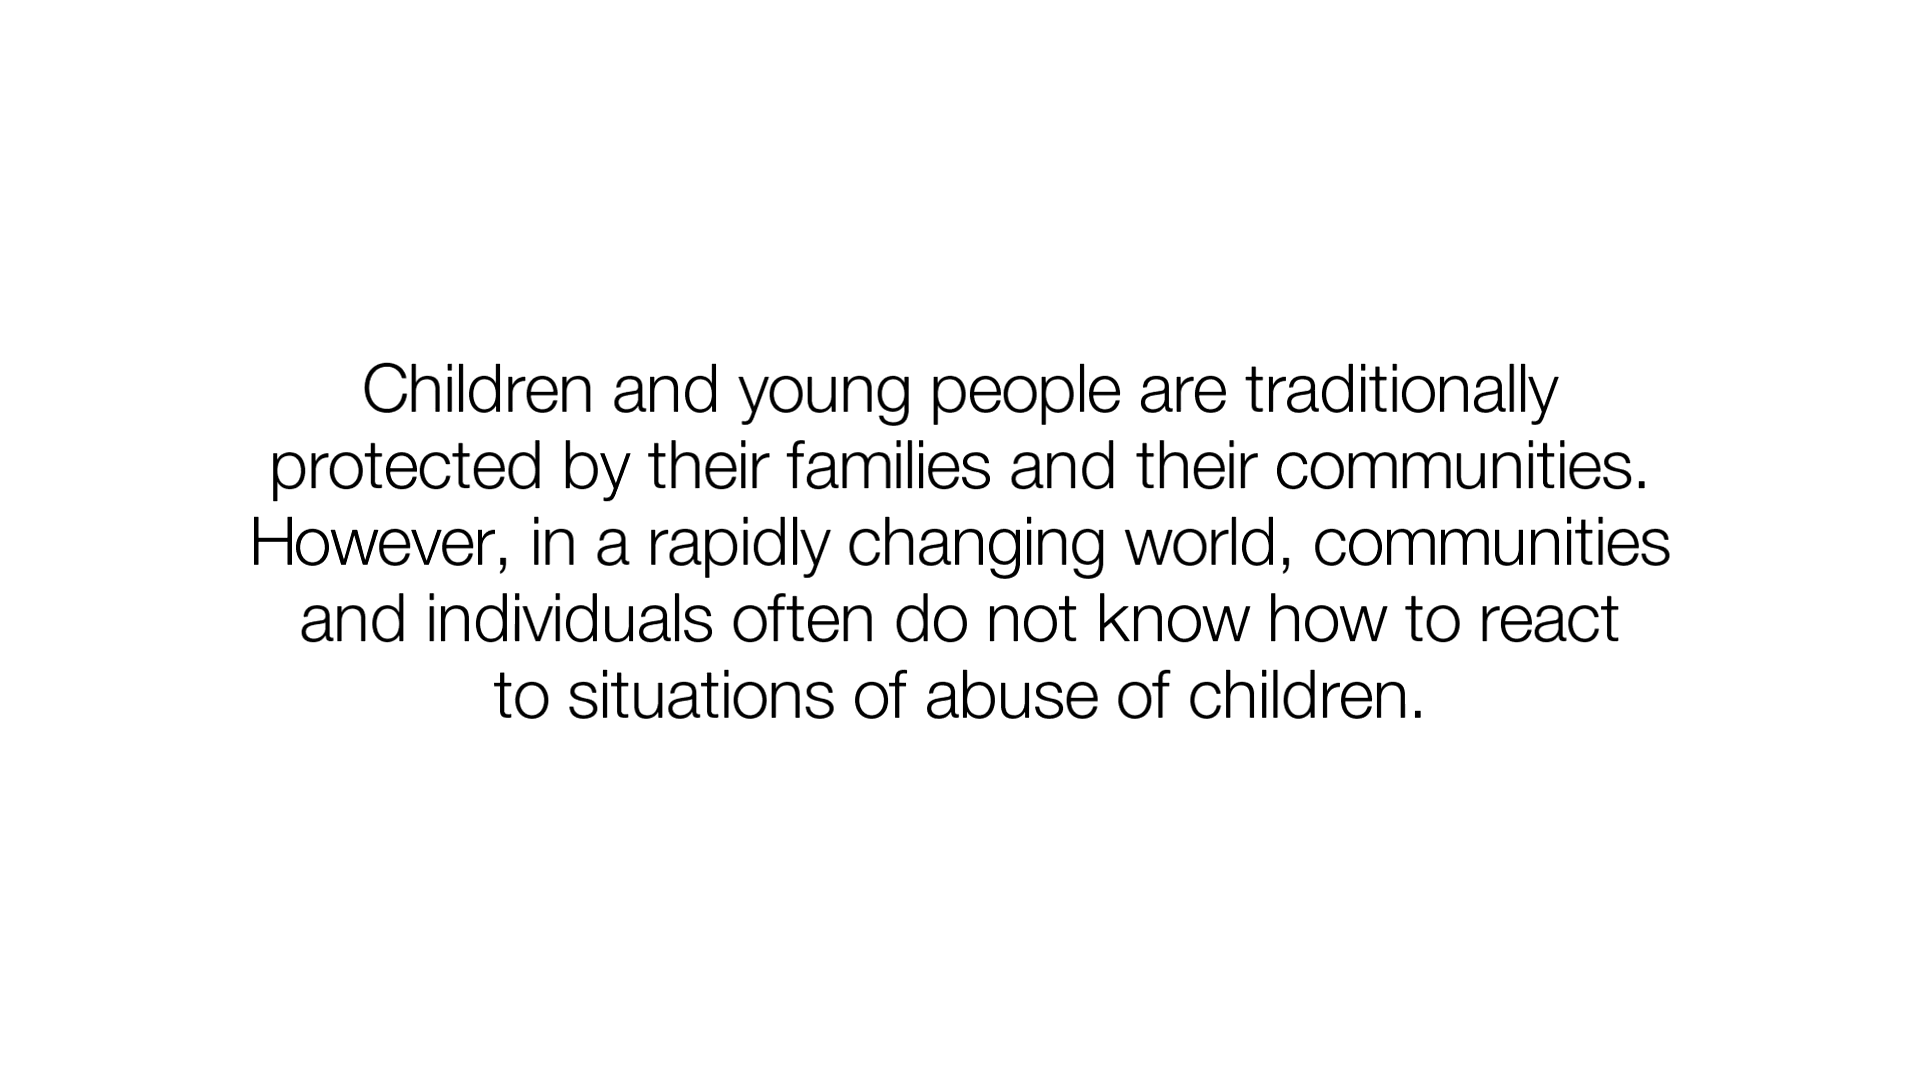 Children and young people are traditionally
protected by their families and their communities.
However, in a rapidly changing world, communities
and individuals often do not know how to react
to situations of abuse of children.